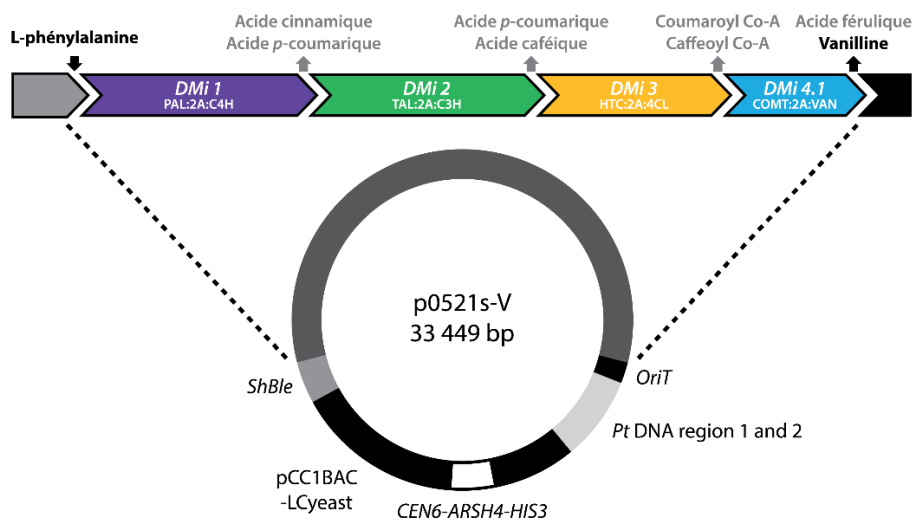 Acide cinnamique
Acide p-coumarique
Coumaroyl Co-A
Acide férulique
L-phénylalanine
Acide p-coumarique
Acide caféique
Caffeoyl Co-A
Vanilline
DMi 1
PAL:2A:C4H
DMi 2
TAL:2A:C3H
DMi 3
HTC:2A:4CL
DMi 4.1
COMT:2A:VAN
p0521s-V
33 449 bp
ShBle
OriT
Pt DNA region 1 and 2
pCC1BAC
-LCyeast
CEN6-ARSH4-HIS3